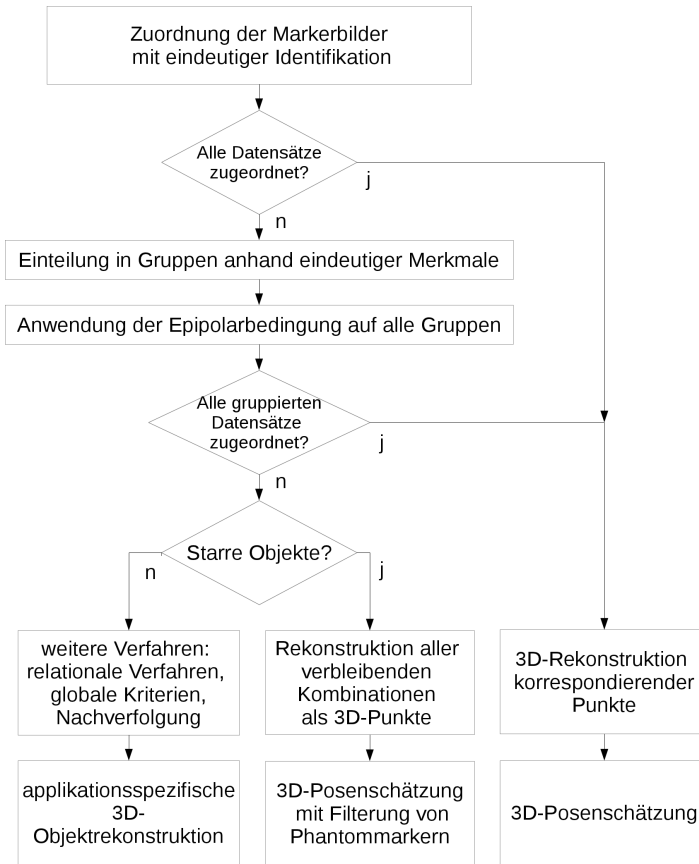 Zuordnung der Markerbilder
mit eindeutiger Identifikation
Alle Datensätze
zugeordnet?
j
n
Einteilung in Gruppen anhand eindeutiger Merkmale
Anwendung der Epipolarbedingung auf alle Gruppen
Alle gruppierten
Datensätze
zugeordnet?
j
n
Starre Objekte?
n
j
weitere Verfahren:
relationale Verfahren,
globale Kriterien,
Nachverfolgung
Rekonstruktion aller
verbleibenden
Kombinationen
als 3D-Punkte
3D-Rekonstruktion
korrespondierender
Punkte
applikationsspezifische
3D-
Objektrekonstruktion
3D-Posenschätzung
mit Filterung von
Phantommarkern
3D-Posenschätzung